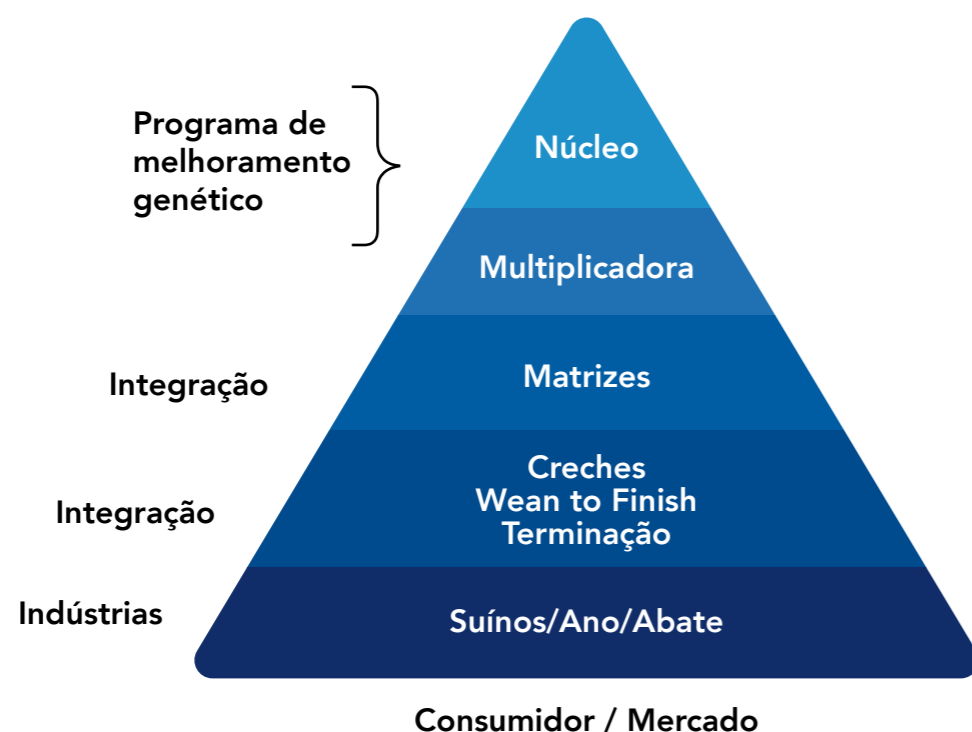 Programa de
melhoramento
genético
Núcleo
Multiplicadora
Integração
Matrizes
Integração
Creches
Wean to Finish
Terminação
Indústrias
Suínos/Ano/Abate
Consumidor / Mercado